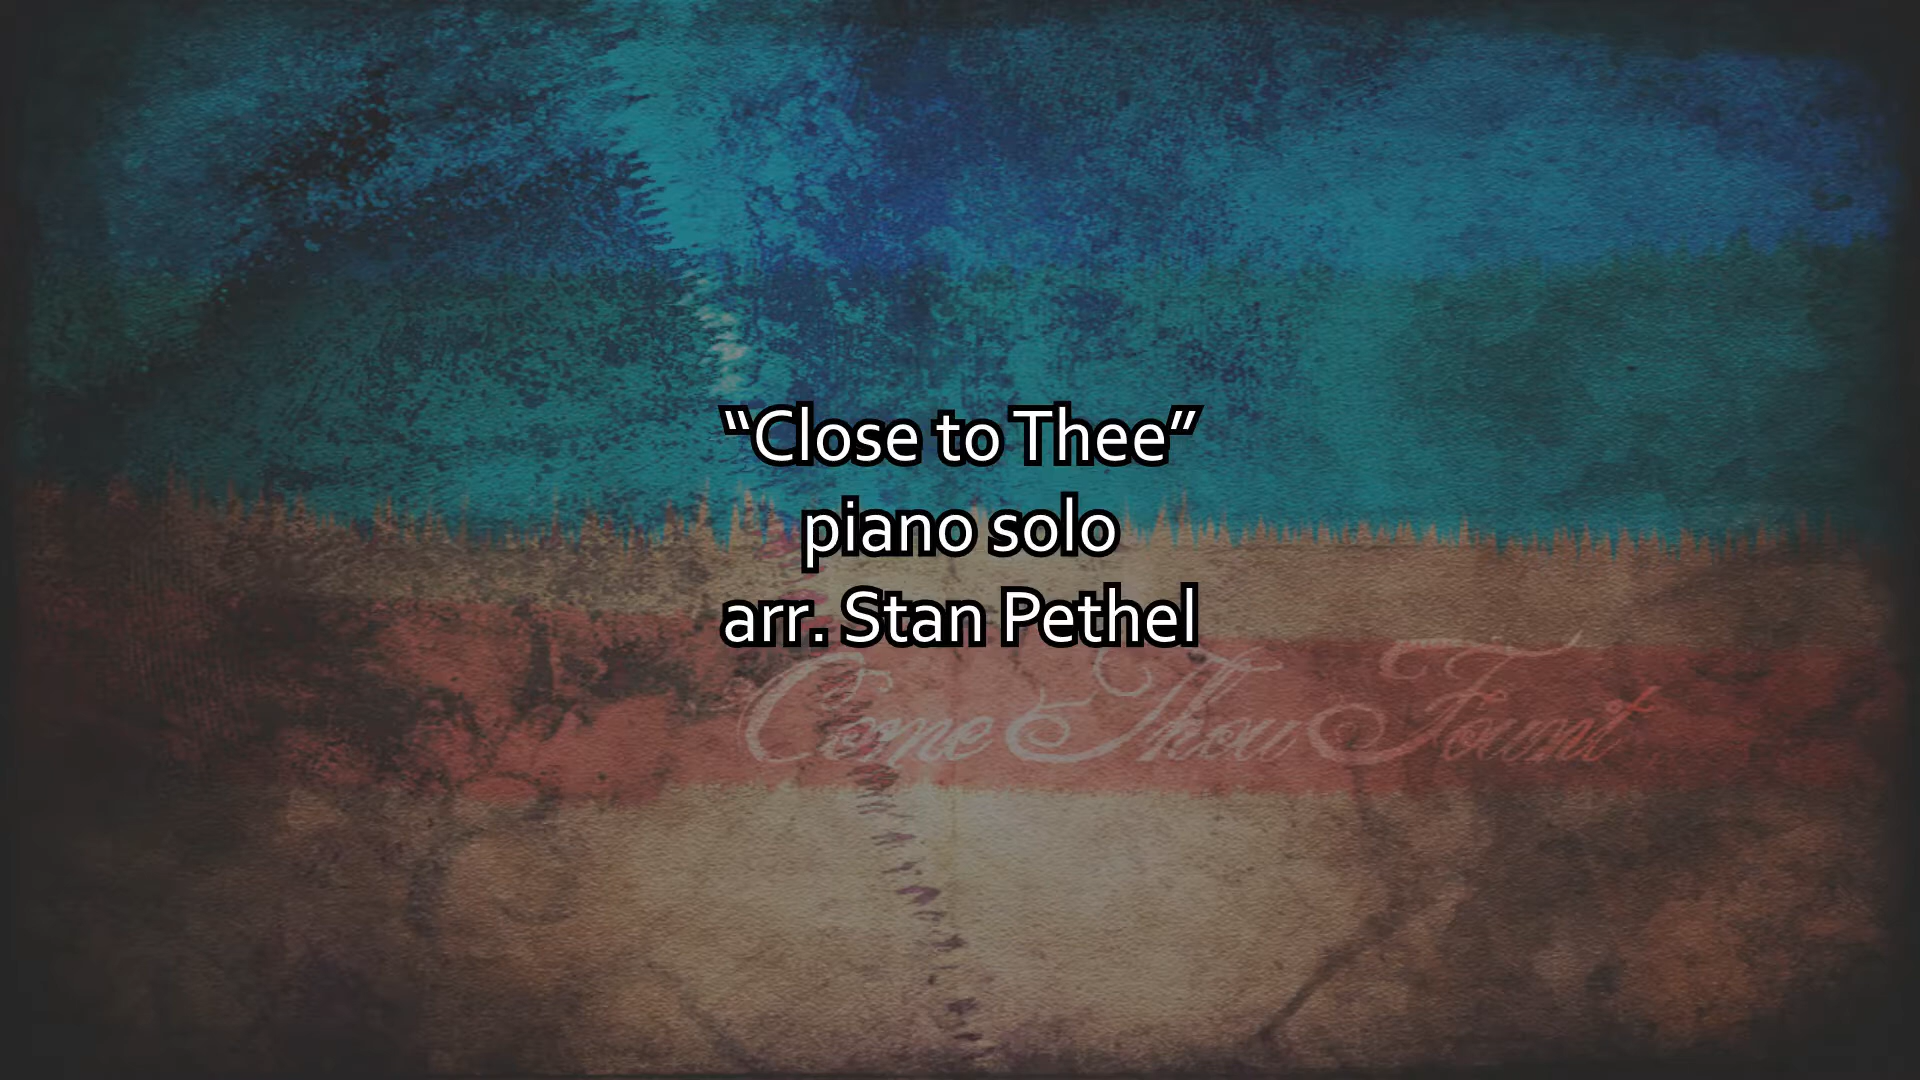 “Close to Thee”
piano solo
arr. Stan Pethel
Come Thou Fount